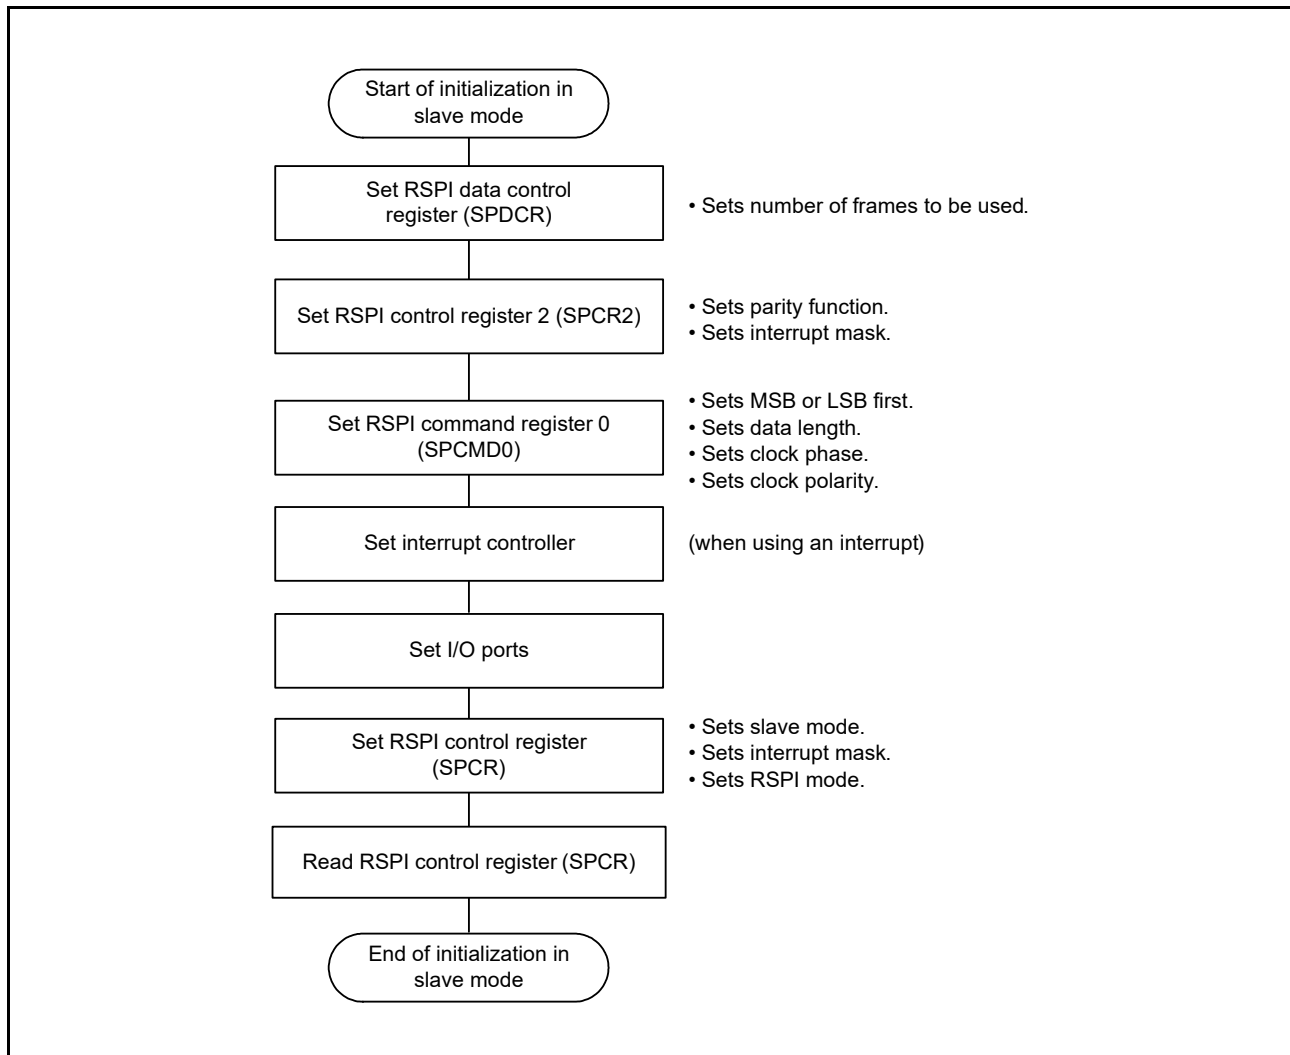 Start of initialization in
slave mode
Set RSPI data control
register (SPDCR)
• Sets number of frames to be used.
Set RSPI control register 2 (SPCR2)
• Sets parity function.
• Sets interrupt mask.
Set RSPI command register 0
(SPCMD0)
• Sets MSB or LSB first.
• Sets data length.
• Sets clock phase.
• Sets clock polarity.
Set interrupt controller
(when using an interrupt)
Set I/O ports
Set RSPI control register
(SPCR)
• Sets slave mode.
• Sets interrupt mask.
• Sets RSPI mode.
Read RSPI control register (SPCR)
End of initialization in
slave mode